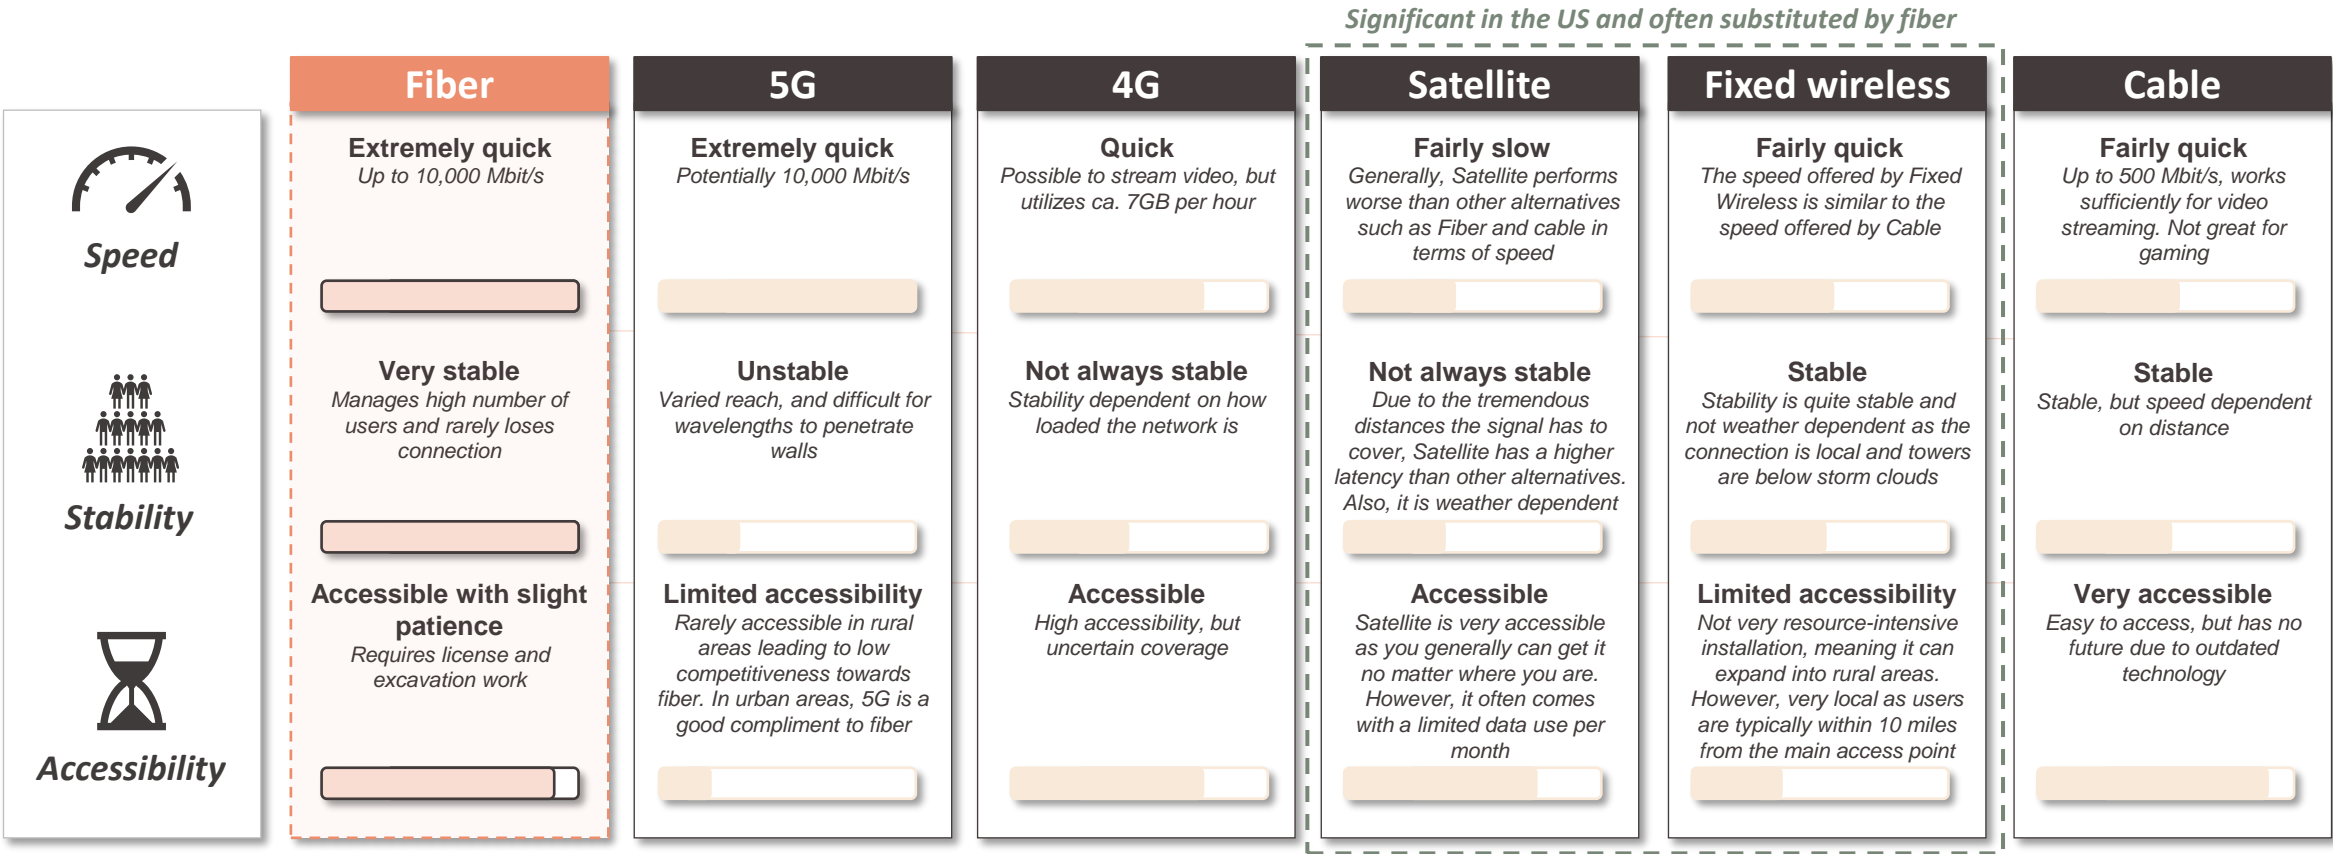 Significant in the US and often substituted by fiber
Fiber
5G
4G
Satellite
Fixed wireless
Cable
Speed
Extremely quick
Up to 10,000 Mbit/s
Extremely quick
Potentially 10,000 Mbit/s
Quick
Possible to stream video, but
utilizes ca. 7GB per hour
Fairly slow
Generally, Satellite performs
worse than other alternatives
such as Fiber and cable in
terms of speed
Fairly quick
The speed offered by Fixed
Wireless is similar to the
speed offered by Cable
Fairly quick
Up to 500 Mbit/s, works
sufficiently for video
streaming. Not great for
gaming
Stability
Very stable
Manages high number of
users and rarely loses
connection
Unstable
Varied reach, and difficult for
wavelengths to penetrate
walls
Not always stable
Stability dependent on how
loaded the network is
Not always stable
Due to the tremendous
distances the signal has to
cover, Satellite has a higher
latency than other alternatives.
Also, it is weather dependent
Stable
Stability is quite stable and
not weather dependent as the
connection is local and towers
are below storm clouds
Stable
Stable, but speed dependent
on distance
Accessibility
Accessible with slight
patience
Requires license and
excavation work
Limited accessibility
Rarely accessible in rural
areas leading to low
competitiveness towards
fiber. In urban areas, 5G is a
good compliment to fiber
Accessible
High accessibility, but
uncertain coverage
Accessible
Satellite is very accessible
as you generally can get it
no matter where you are.
However, it often comes
with a limited data use per
month
Limited accessibility
Not very resource-intensive
installation, meaning it can
expand into rural areas.
However, very local as users
are typically within 10 miles
from the main access point
Very accessible
Easy to access, but has no
future due to outdated
technology